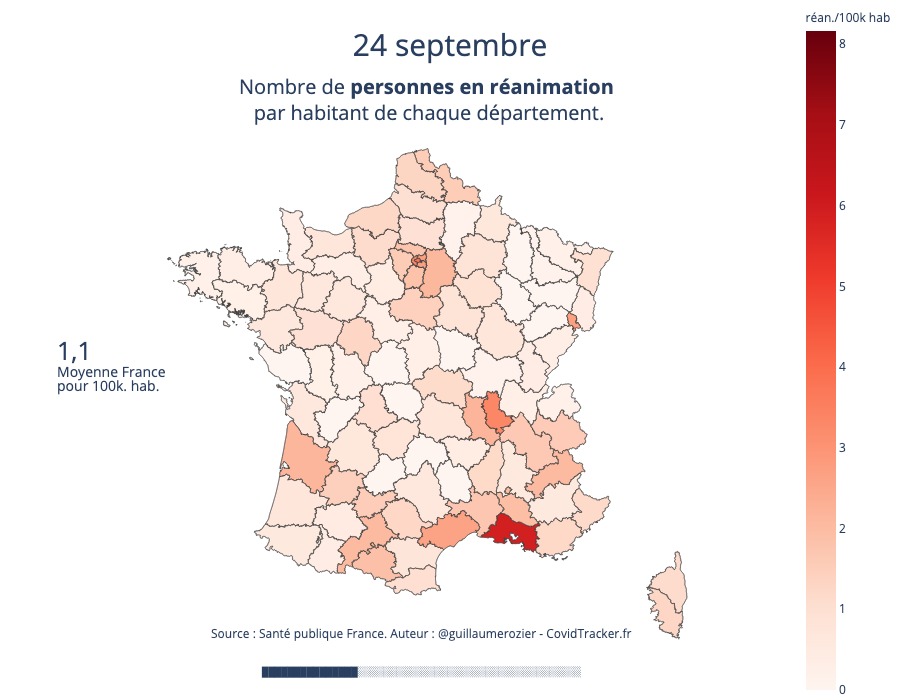 réan./100k hab
24 septembre
Nombre de personnes en réanimation
par habitant de chaque département.
8
7
6
5
4
3
2
1
0
1,1
Moyenne France
pour 100k. hab.
Source : Santé publique France. Auteur : @guillaumerozier - CovidTracker.fr